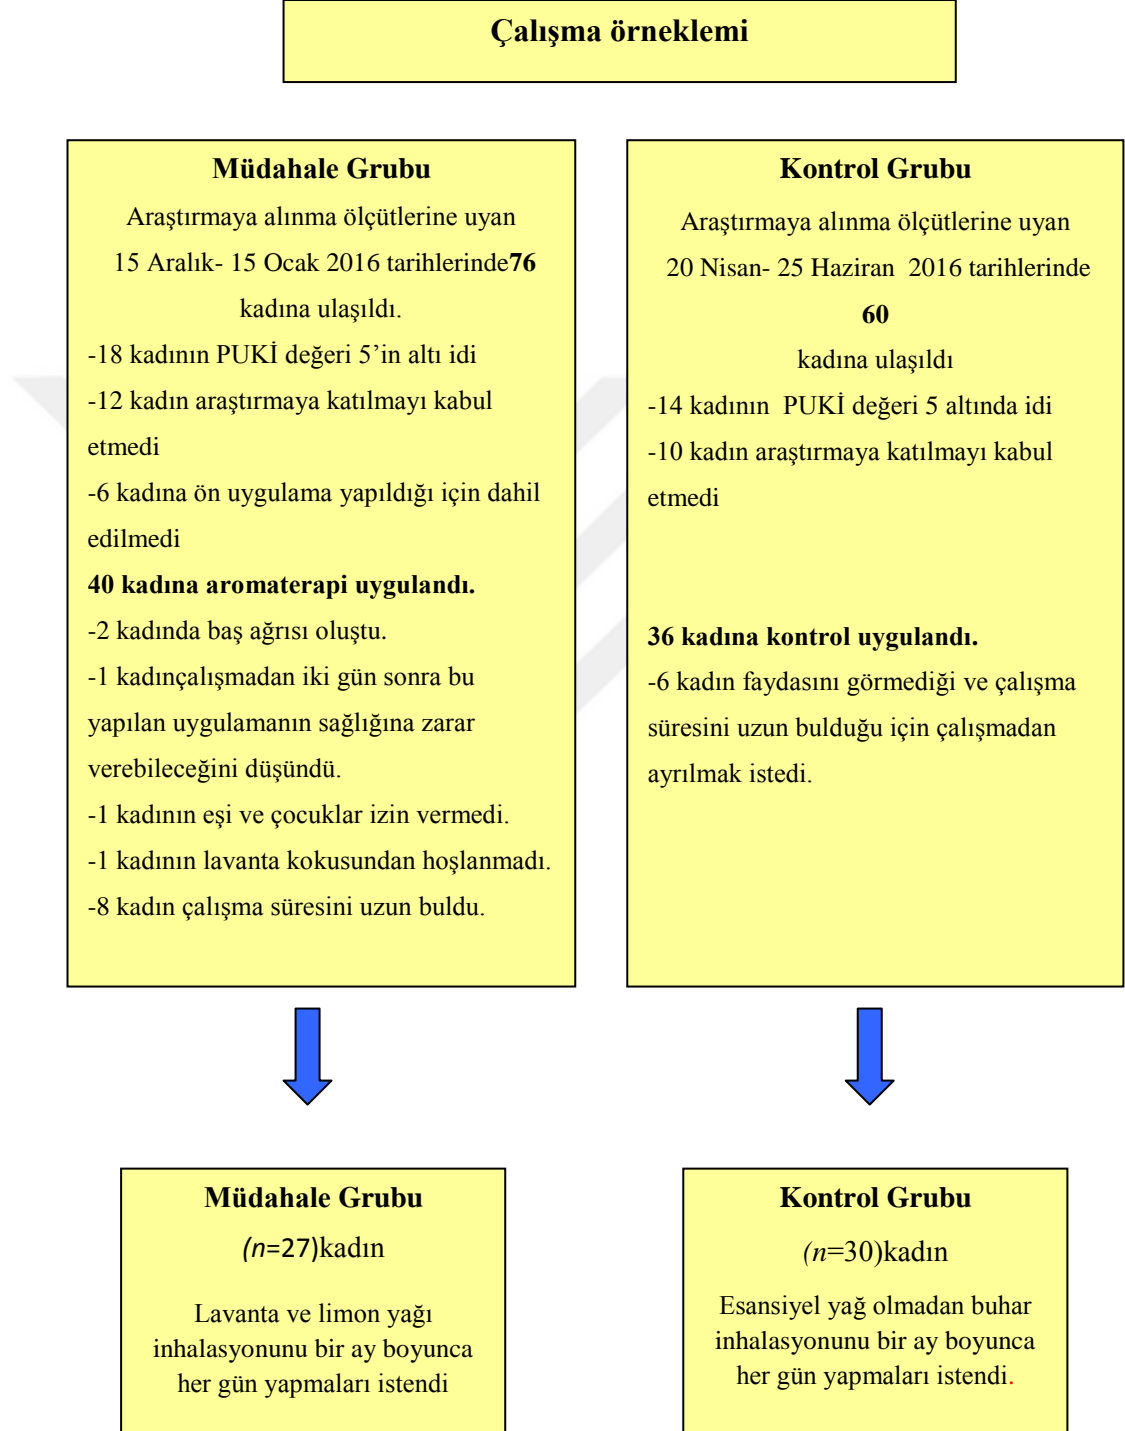 Çalışma örneklemi
Müdahale Grubu
Araştırmaya alınma ölçütlerine uyan
15 Aralık- 15 Ocak 2016 tarihlerinde76
kadına ulaşıldı.
-18 kadının PUKİ değeri 5’in altı idi
-12 kadın araştırmaya katılmayı kabul
etmedi
-6 kadına ön uygulama yapıldığı için dahil
edilmedi
40 kadına aromaterapi uygulandı.
-2 kadında baş ağrısı oluştu.
-1 kadınçalışmadan iki gün sonra bu
yapılan uygulamanın sağlığına zarar
verebileceğini düşündü.
-1 kadının eşi ve çocuklar izin vermedi.
-1 kadının lavanta kokusundan hoşlanmadı.
-8 kadın çalışma süresini uzun buldu.
Kontrol Grubu
Araştırmaya alınma ölçütlerine uyan
20 Nisan- 25 Haziran  2016 tarihlerinde
60
kadına ulaşıldı
-14 kadının  PUKİ değeri 5 altında idi
-10 kadın araştırmaya katılmayı kabul
etmedi
36 kadına kontrol uygulandı.
-6 kadın faydasını görmediği ve çalışma
süresini uzun bulduğu için çalışmadan
ayrılmak istedi.
Müdahale Grubu
(n=27)kadın
Lavanta ve limon yağı
inhalasyonunu bir ay boyunca
her gün yapmaları istendi
Kontrol Grubu
(n=30)kadın
Esansiyel yağ olmadan buhar
inhalasyonunu bir ay boyunca
her gün yapmaları istendi.